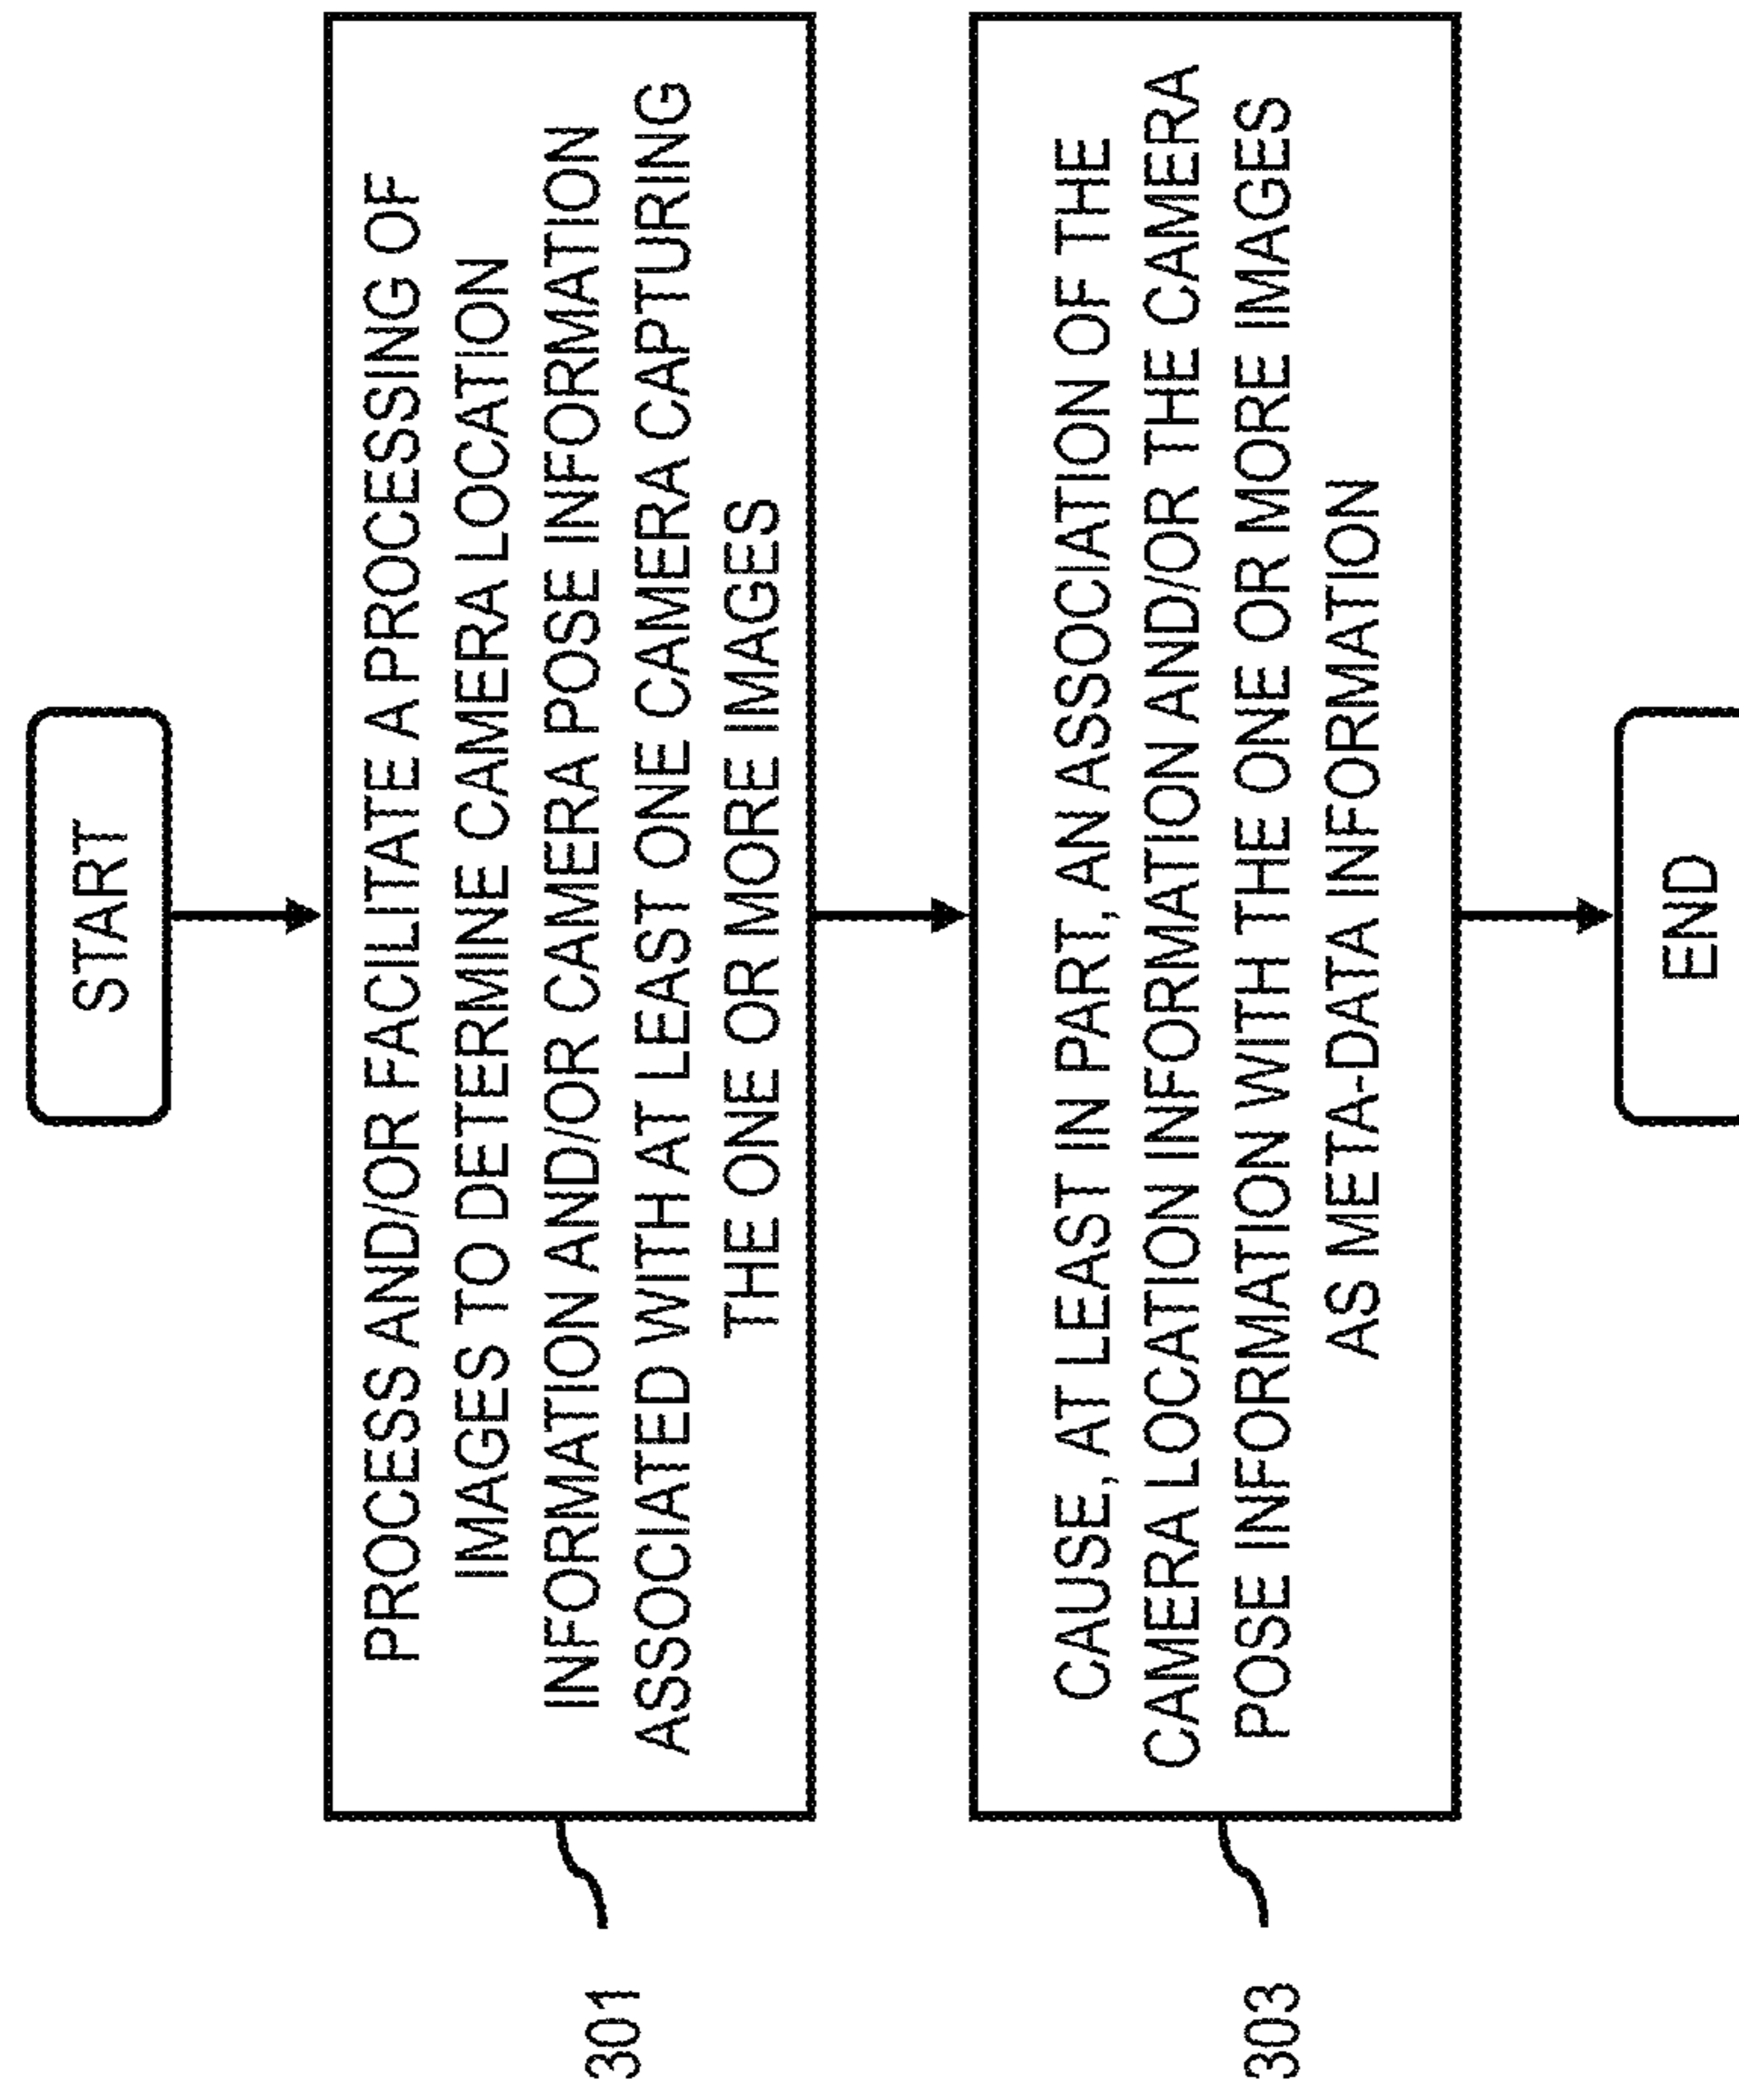 START
PROCESS AND/OR FACILITATE A PROCESSING OF
IMAGES TO DETERMINE CAMERA LOCATION
INFORMATION AND/OR CAMERA POSE INFORMATION
ASSOCIATED WITH AT LEAST ONE CAMERA CAPTURING
THE ONE OR MORE IMAGES
301
CAUSE, AT LEAST IN PART, AN ASSOCIATION OF THE
CAMERA LOCATION INFORMATION AND/OR THE CAMERA
POSE INFORMATION WITH THE ONE OR MORE IMAGES
AS META-DATA INFORMATION
303
END